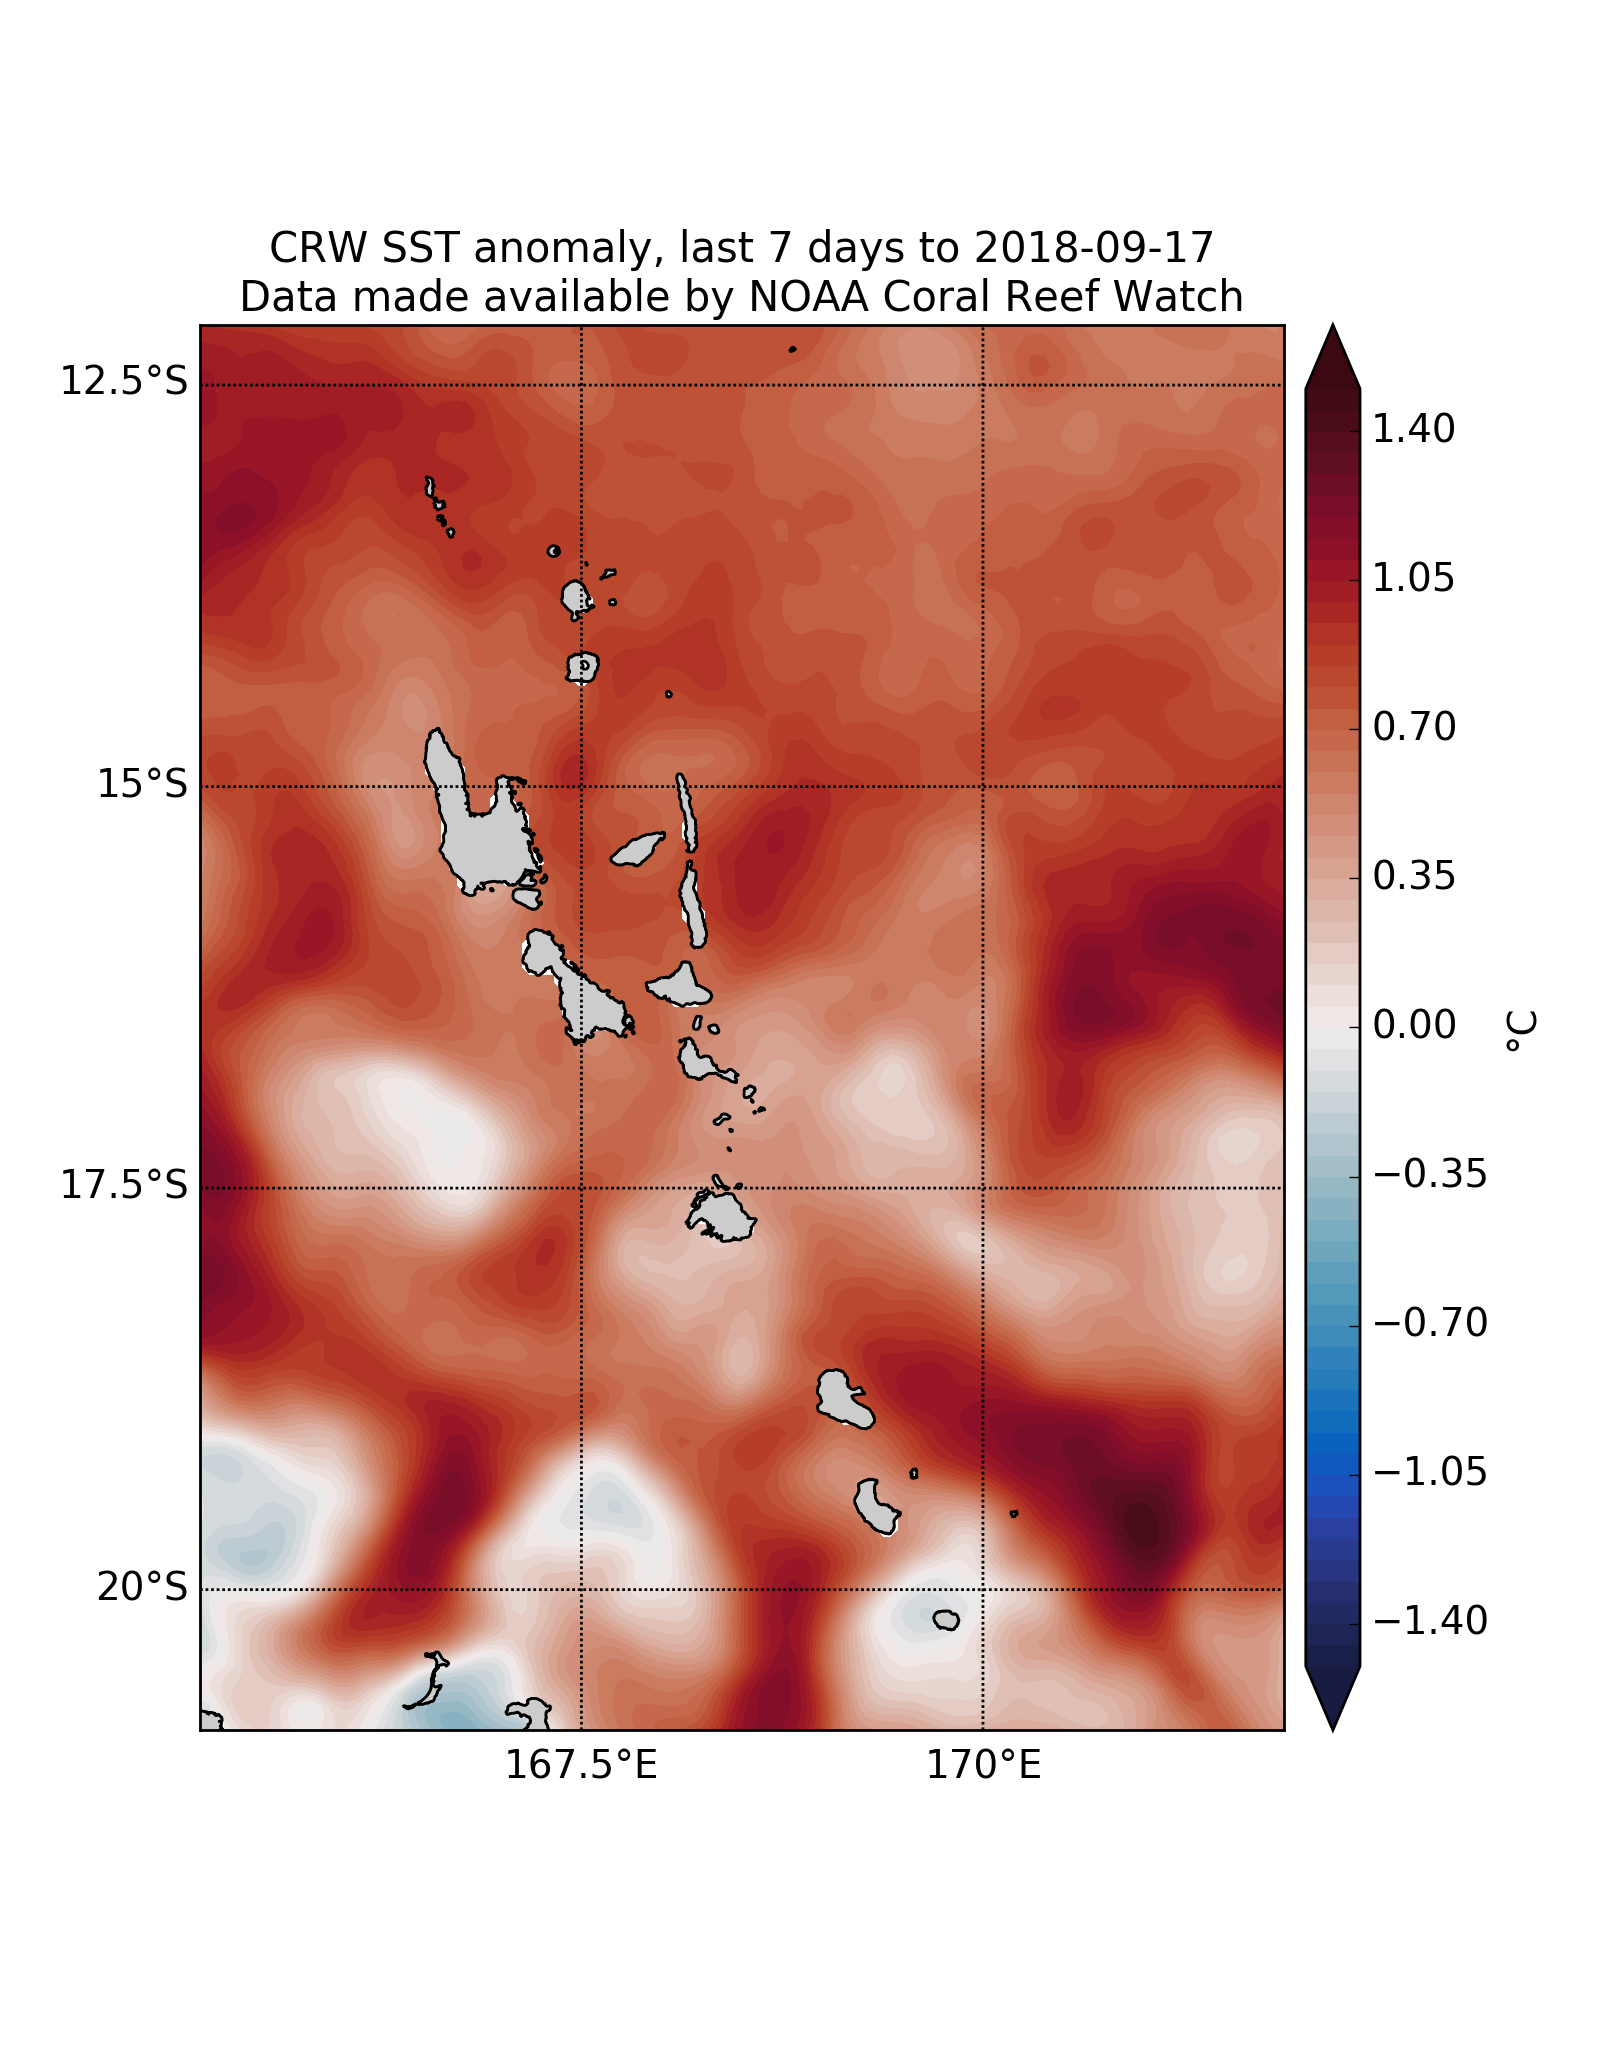 CRW SST anomaly, last 7 days to 2018-09-17
Data made available by NOAA Coral Reef Watch
12.5°S
15°S
17.5°S
20°S
167.5°E
170°E
1.40
1.05
0.70
0.35
0.00
−0.35
−0.70
−1.05
−1.40
°C